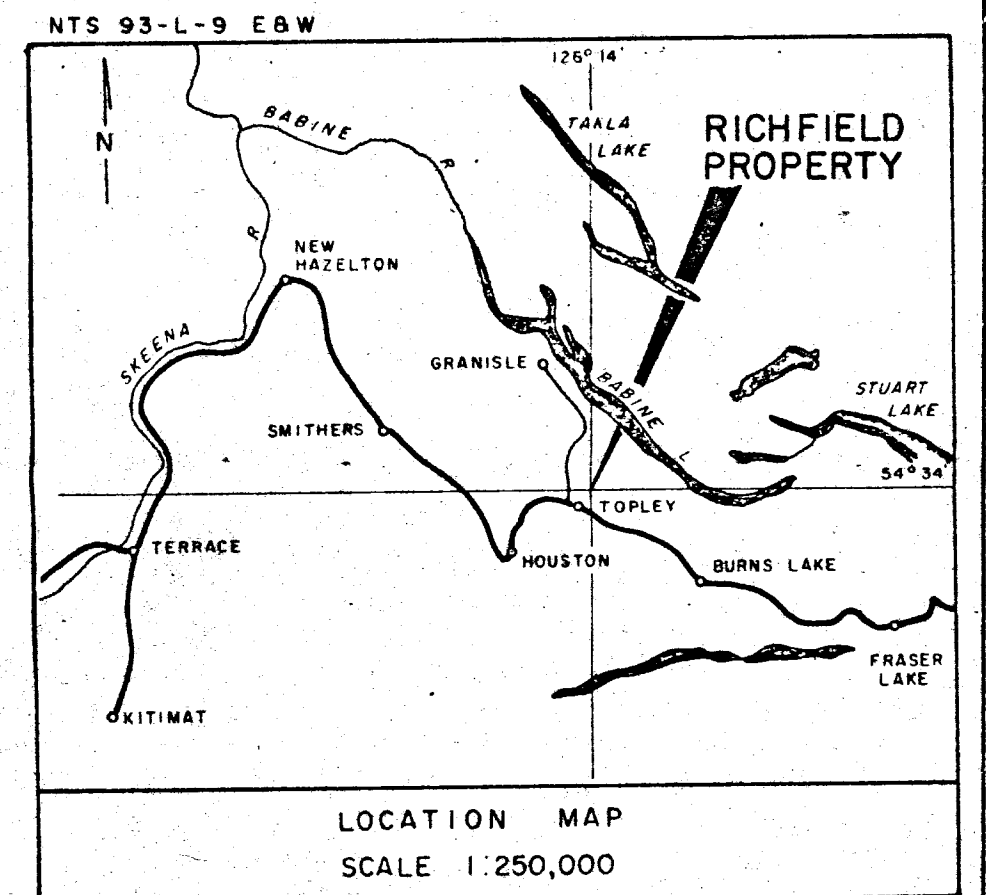 NTS 93-L-9 E&W
126° 14'
N
BABINE
R.
TAKLA
LAKE
RICHFIELD
PROPERTY
R
NEW
HAZELTON
SKEENA
GRANISLE
BABINE
L
STUART
LAKE
SMITHERS
54° 34'
TOPLEY
TERRACE
HOUSTON
BURNS LAKE
FRASER
LAKE
KITIMAT
LOCATION MAP
SCALE 1:250,000